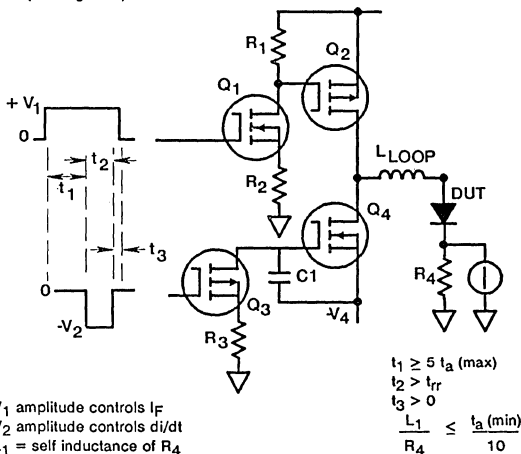 R1
Q2
Q1
+ V1
0
t2
t1
R2
LLOOP
DUT
Q4
t3
0
C1
R4
-V2
Q3
-V4
R3
t1 ≥ 5 ta (max)
t2 > trr
t3 > 0
L1/R4 ≤ ta (min)/10
V1 amplitude controls IF
V2 amplitude controls di/dt
1 = self inductance of R4